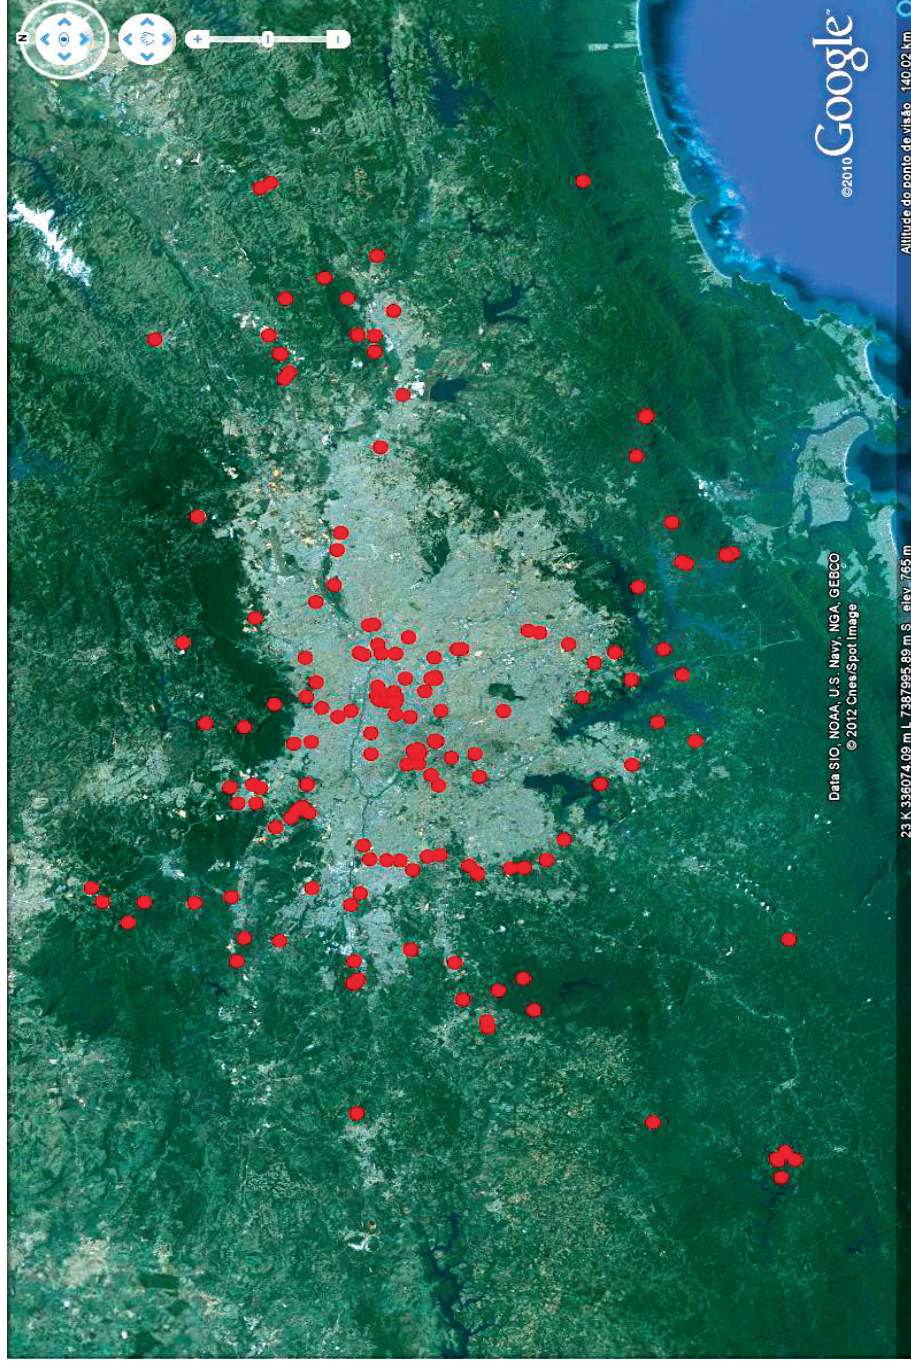 N
©2010 Google™
Data SIO, NOAA, U.S. Navy, NGA, GEBCO
© 2012 Cnes/Spot Image
23 K 336074.09 m L 7387995.89 m S elev 765 m
Altitude do ponto de visão 140.02 km